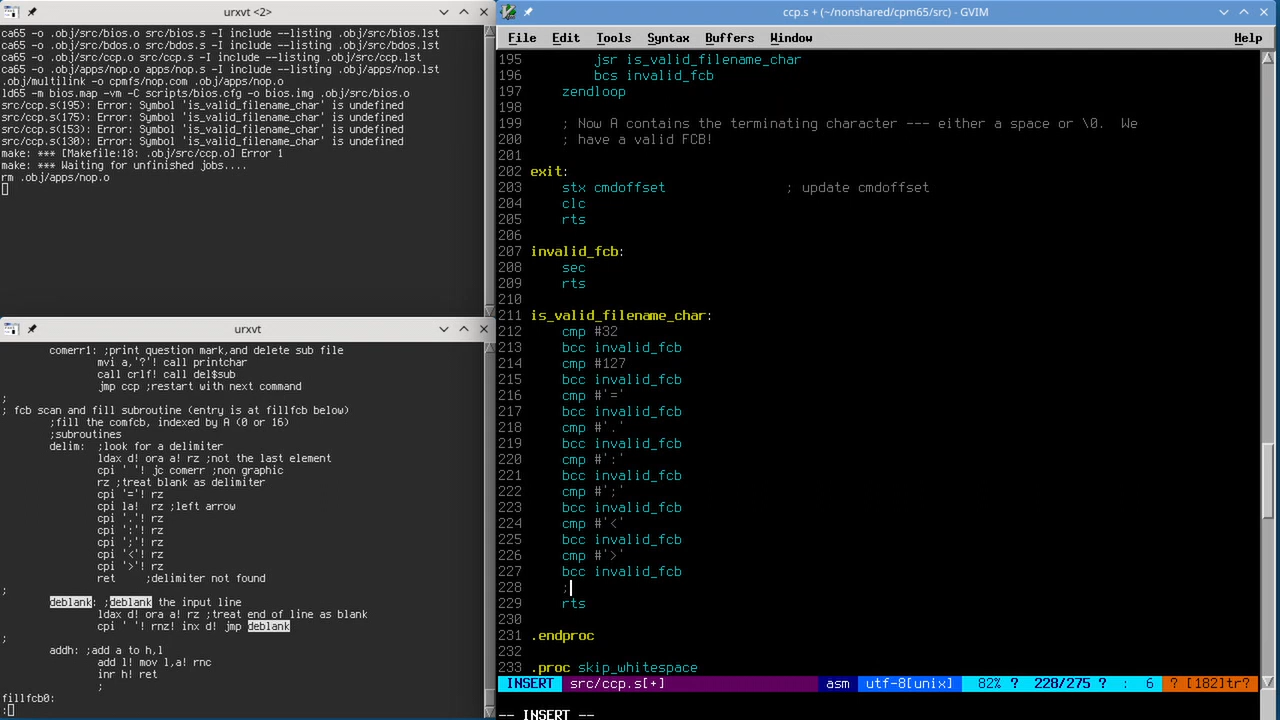 urxvt <2>
ca65 -o .obj/src/bios.o src/bios.s -I include --listing .obj/src/bios.lst
ca65 -o .obj/src/bdos.o src/bdos.s -I include --listing .obj/src/bdos.lst
ca65 -o .obj/src/ccp.o src/ccp.s -I include --listing .obj/src/ccp.lst
ca65 -o .obj/apps/nop.o apps/nop.s -I include --listing .obj/apps/nop.lst
.obj/multilink -o cpmfs/nop.com .obj/apps/nop.o
ld65 -m bios.map -vm -C scripts/bios.cfg -o bios.img .obj/src/bios.o
src/ccp.s(195): Error: Symbol 'is_valid_filename_char' is undefined
src/ccp.s(175): Error: Symbol 'is_valid_filename_char' is undefined
src/ccp.s(153): Error: Symbol 'is_valid_filename_char' is undefined
src/ccp.s(130): Error: Symbol 'is_valid_filename_char' is undefined
make: *** [Makefile:18: .obj/src/ccp.o] Error 1
make: *** Waiting for unfinished jobs....
rm .obj/apps/nop.o
urxvt
comerr1: ;print question mark,and delete sub file
mvi a,'?'! call printchar
call crlf! call del$sub
jmp ccp ;restart with next command
;
; fcb scan and fill subroutine (entry is at fillfcb below)
;fill the comfcb, indexed by A (0 or 16)
;subroutines
delim: ;look for a delimiter
ldax d! ora a! rz ;not the last element
cpi ' '! jc comerr ;non graphic
rz ;treat blank as delimiter
cpi '='! rz
cpi la! rz ;left arrow
cpi '.'! rz
cpi ':'! rz
cpi ';'! rz
cpi '<'! rz
cpi '>'! rz
ret ;delimiter not found
;
deblank: ;deblank the input line
ldax d! ora a! rz ;treat end of line as blank
cpi ' '! rnz! inx d! jmp deblank
;
addh: ;add a to h,l
add l! mov l,a! rnc
inr h! ret
;
fillfcb0:
:
ccp.s + (~/nonshared/cpm65/src) - GVIM
File Edit Tools Syntax Buffers Window Help
195 jsr is_valid_filename_char
196 bcs invalid_fcb
197 zendloop
198
199 ; Now A contains the terminating character --- either a space or \0. We
200 ; have a valid FCB!
201
202 exit:
203 stx cmdoffset ; update cmdoffset
204 clc
205 rts
206
207 invalid_fcb:
208 sec
209 rts
210
211 is_valid_filename_char:
212 cmp #32
213 bcc invalid_fcb
214 cmp #127
215 bcc invalid_fcb
216 cmp #'='
217 bcc invalid_fcb
218 cmp #'.'
219 bcc invalid_fcb
220 cmp #':'
221 bcc invalid_fcb
222 cmp #';'
223 bcc invalid_fcb
224 cmp #'<'
225 bcc invalid_fcb
226 cmp #'>'
227 bcc invalid_fcb
228 ;
229 rts
230
231 .endproc
232
233 .proc skip_whitespace
INSERT src/ccp.s[+] asm utf-8[unix] 82% ? 228/275 ? : 6 ? [182]tr?
-- INSERT --